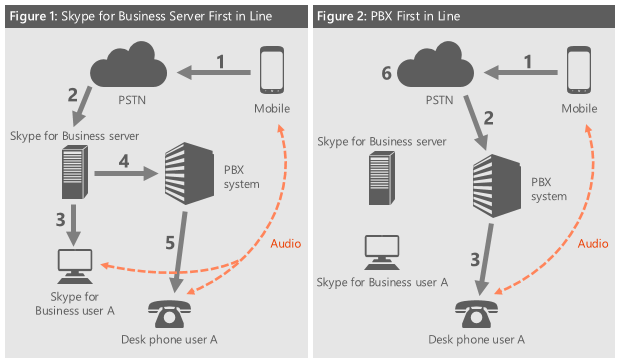 Figure 1: Skype for Business Server First in Line
1
PSTN
Mobile
2
Skype for Business server
4
PBX
system
3
5
Audio
Skype for
Business user A
Desk phone user A
Figure 2: PBX First in Line
6
1
PSTN
Mobile
2
Skype for Business server
PBX
system
Audio
3
Skype for Business user A
Desk phone user A